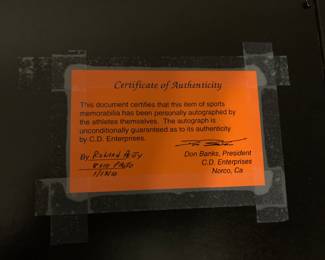 Certificate of Authenticity
This document certifies that this item of sports
memorabilia has been personally autographed by
the athletes themselves. The autograph is
unconditionally guaranteed as to its authenticity
by C.D. Enterprises.
By
Don Banks, President
C.D. Enterprises
Norco, Ca